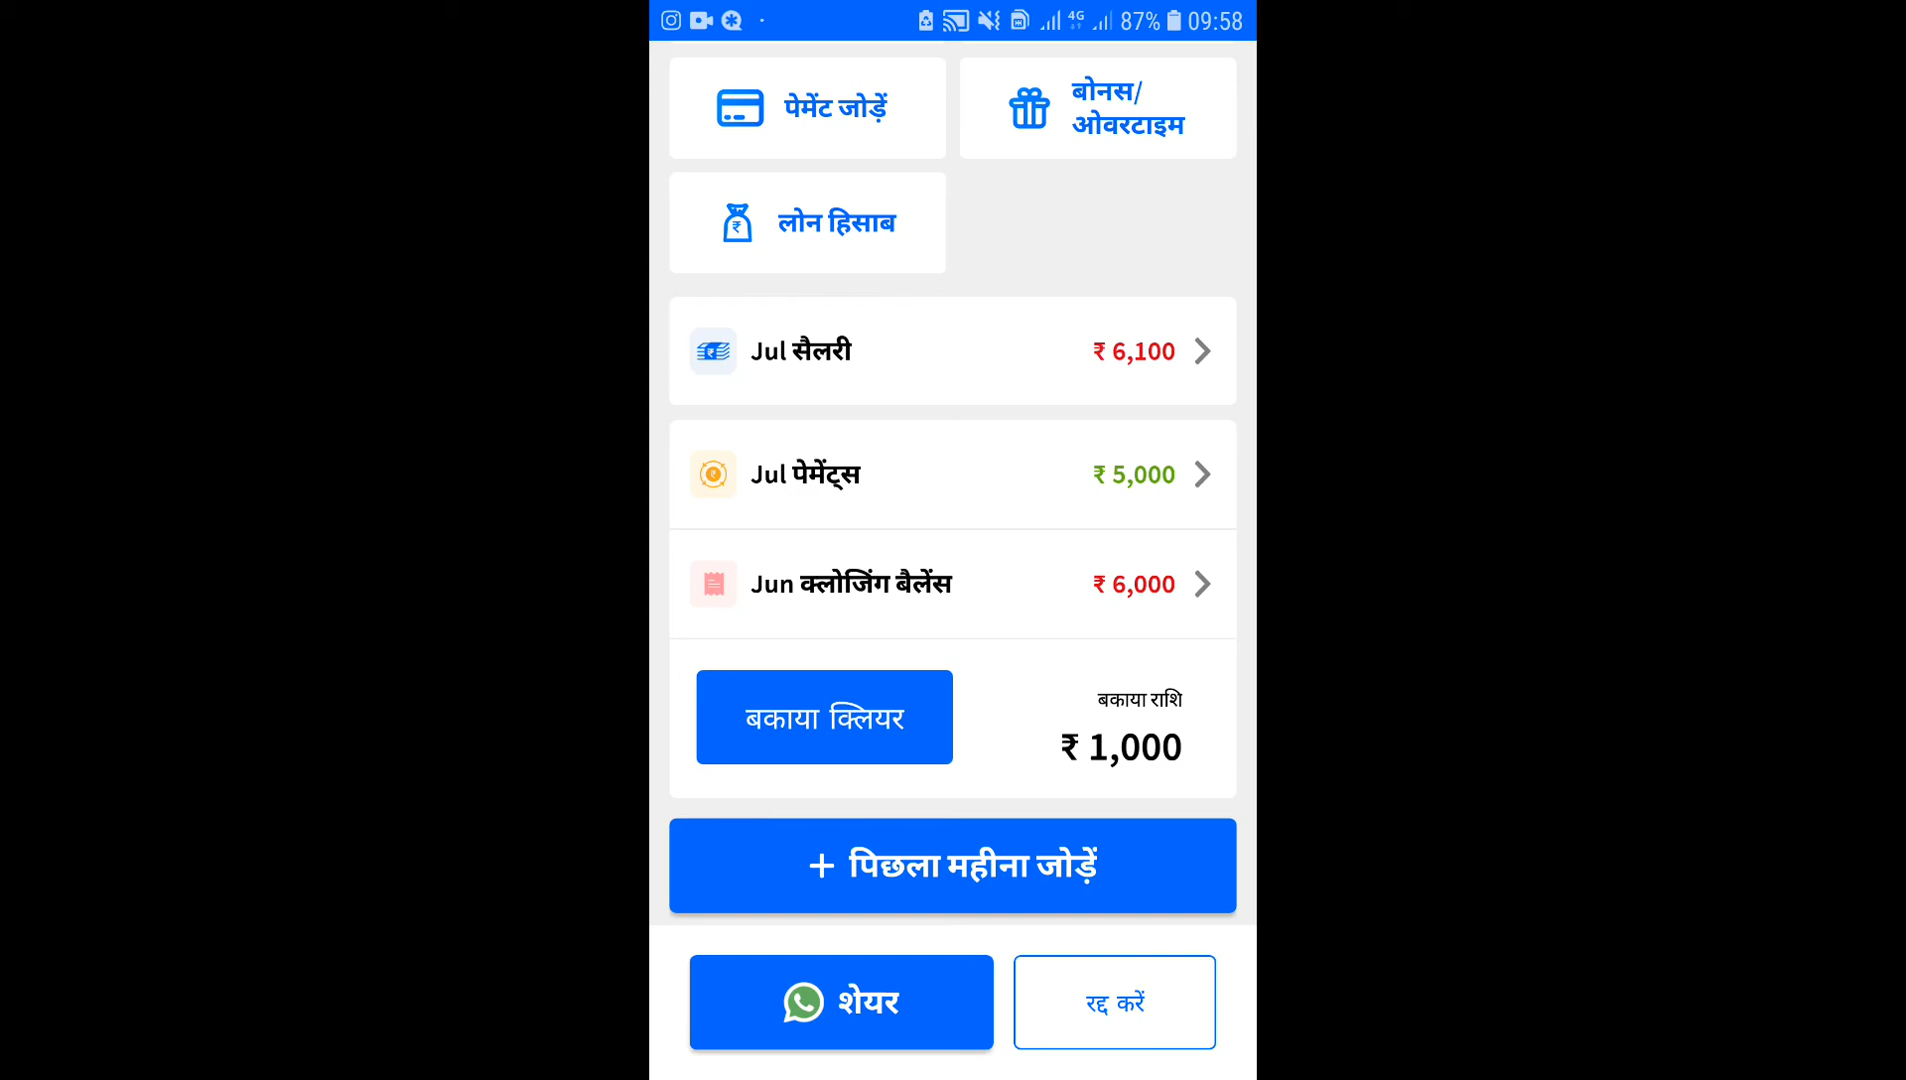 4G 87% 09:58
पेमेंट जोड़ें
बोनस/
ओवरटाइम
लोन हिसाब
Jul सैलरी ₹ 6,100
Jul पेमेंट्स ₹ 5,000
Jun क्लोजिंग बैलेंस ₹ 6,000
बकाया क्लियर
बकाया राशि
₹ 1,000
+ पिछला महीना जोड़ें
शेयर
रद्द करें